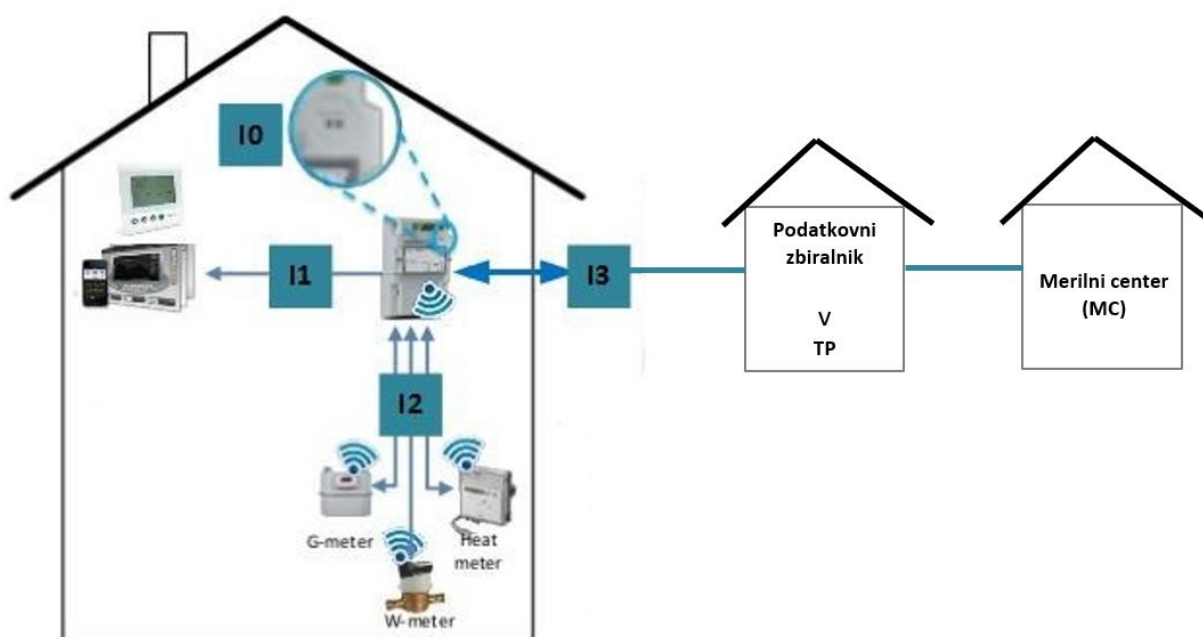 I0
I1
I3
Podatkovni
zbiralnik
V
TP
Merilni center
(MC)
I2
G-meter
Heat
meter
W-meter